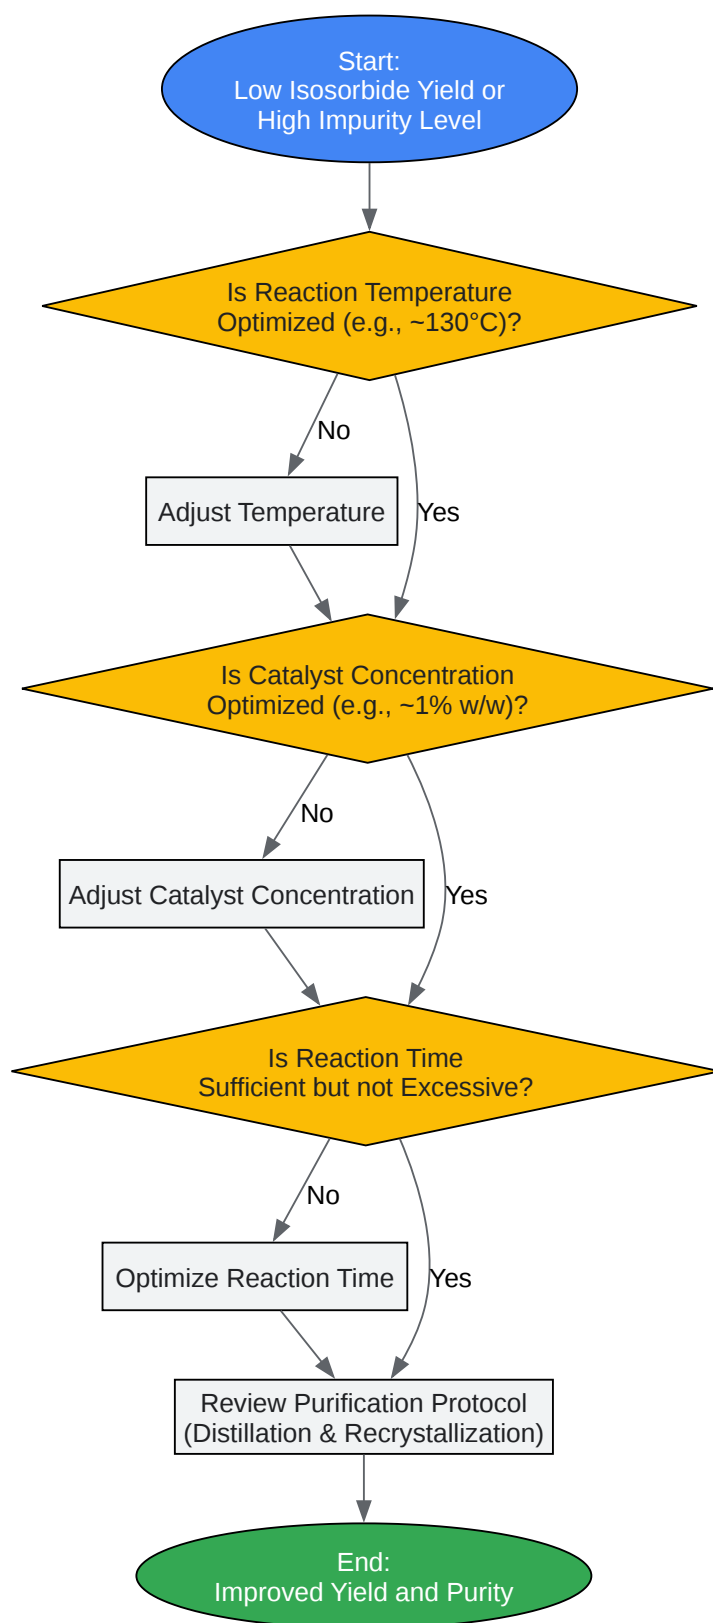 Start:
Low Isosorbide Yield or
High Impurity Level
Is Reaction Temperature
Optimized (e.g., ~130°C)?
No
Adjust Temperature
Yes
Is Catalyst Concentration
Optimized (e.g., ~1% w/w)?
No
Adjust Catalyst Concentration
Yes
Is Reaction Time
Sufficient but not Excessive?
No
Optimize Reaction Time
Yes
Review Purification Protocol
(Distillation & Recrystallization)
End:
Improved Yield and Purity